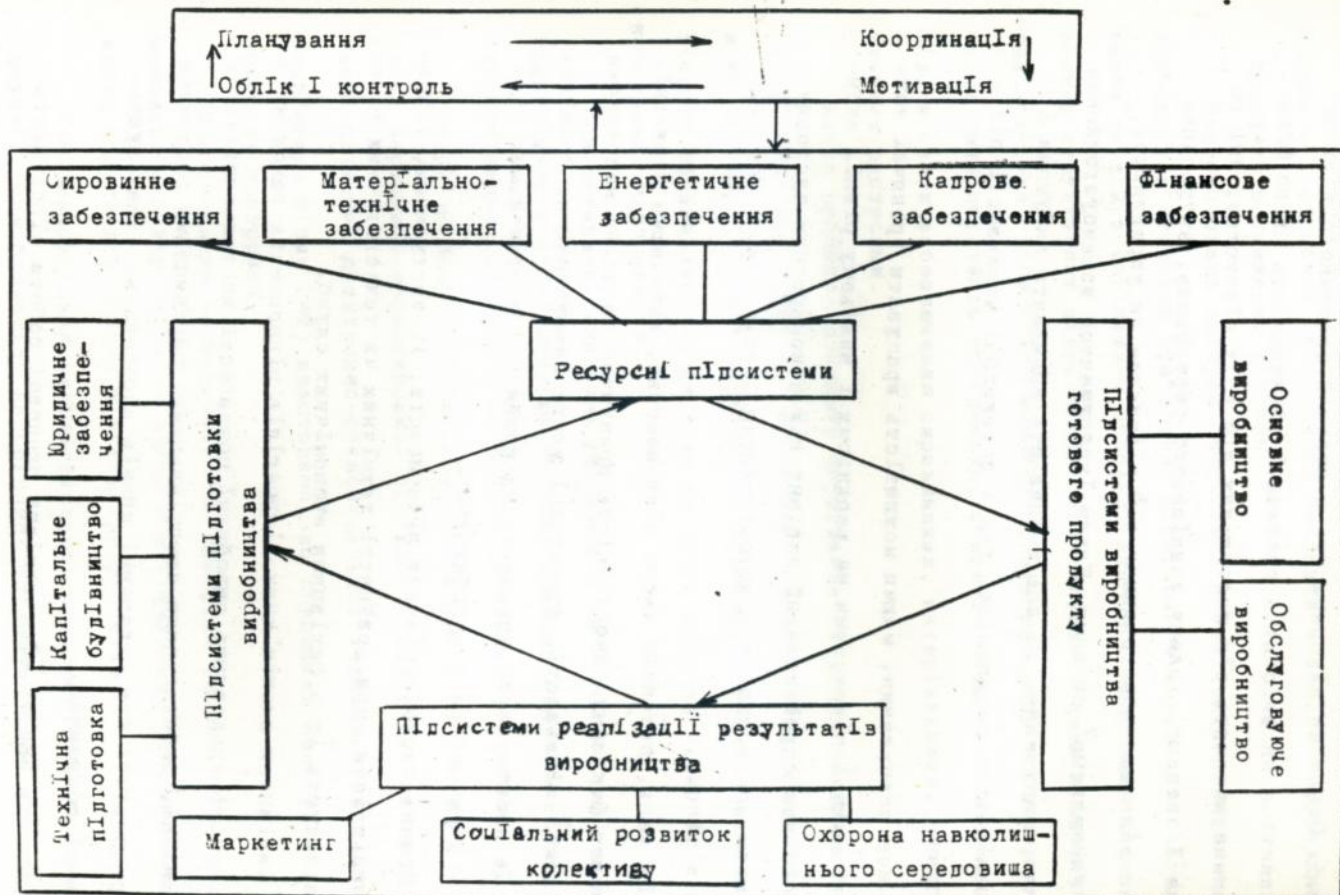 Планування
Координація
Облік І контроль
Мотивація
Сировинне
забезпечення
Матеріально-
технічне
забезпечення
Енергетичне
забезпечення
Кадрове
забезпечення
Фінансове
забезпечення
Ресурсні підсистеми
Юридичне
забезпе-
чення
Капітальне
будівництво
Технічна
підготовка
Підсистеми підготовки
виробництва
Підсистеми виробництва
готового продукту
Основне
виробництво
Обслуговуюче
виробництво
Підсистеми реалізації результатів
виробництва
Маркетинг
Соціальний розвиток
колективу
Охорона навколиш-
нього середовища